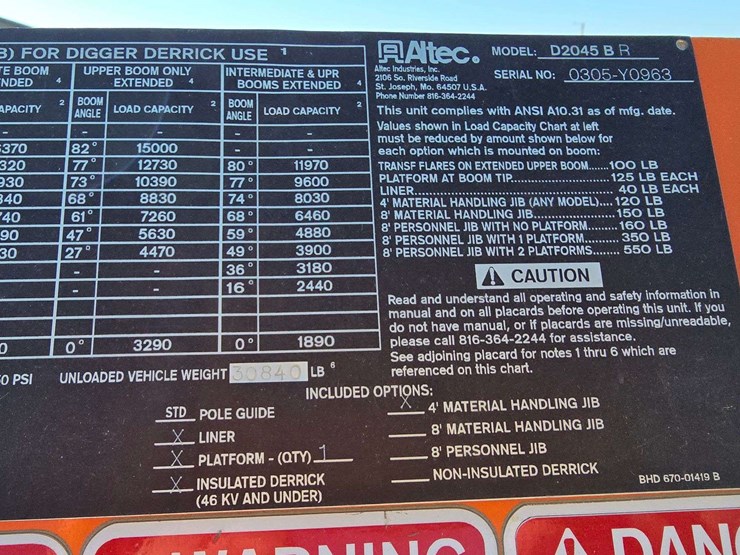 B) FOR DIGGER DERRICK USE 1
TE BOOM UPPER BOOM ONLY INTERMEDIATE & UPR
NDED 4 EXTENDED 4 BOOMS EXTENDED 4
APACITY 2 BOOM ANGLE LOAD CAPACITY 2 BOOM ANGLE LOAD CAPACITY 2
- - - - -
6370 82° 15000 - -
320 77° 12730 80° 11970
930 73° 10390 77° 9600
340 68° 8830 74° 8030
740 61° 7260 68° 6460
90 47° 5630 59° 4880
30 27° 4470 49° 3900
- - - 36° 3180
- - - 16° 2440
0 0° 3290 0° 1890
0 PSI UNLOADED VEHICLE WEIGHT 30840 LB 6
Altec.
Altec Industries, Inc.
2106 So. Riverside Road
St. Joseph, Mo. 64507 U.S.A.
Phone Number 816-364-2244
MODEL: D2045 B R
SERIAL NO: 0305-Y0963
This unit complies with ANSI A10.31 as of mfg. date.
Values shown in Load Capacity Chart at left
must be reduced by amount shown below for
each option which is mounted on boom:
TRANSF FLARES ON EXTENDED UPPER BOOM......100 LB
PLATFORM AT BOOM TIP.....................125 LB EACH
LINER.................................... 40 LB EACH
4' MATERIAL HANDLING JIB (ANY MODEL)....120 LB
8' MATERIAL HANDLING JIB..................150 LB
8' PERSONNEL JIB WITH NO PLATFORM.........160 LB
8' PERSONNEL JIB WITH 1 PLATFORM..........350 LB
8' PERSONNEL JIB WITH 2 PLATFORMS........ 550 LB
CAUTION
Read and understand all operating and safety information in
manual and on all placards before operating this unit. If you
do not have manual, or if placards are missing/unreadable,
please call 816-364-2244 for assistance.
See adjoining placard for notes 1 thru 6 which are
referenced on this chart.
INCLUDED OPTIONS:
STD POLE GUIDE
X LINER
X PLATFORM - (QTY) 1
X INSULATED DERRICK
(46 KV AND UNDER)
X 4' MATERIAL HANDLING JIB
8' MATERIAL HANDLING JIB
8' PERSONNEL JIB
NON-INSULATED DERRICK
BHD 670-01419 B
WARNING
DANG